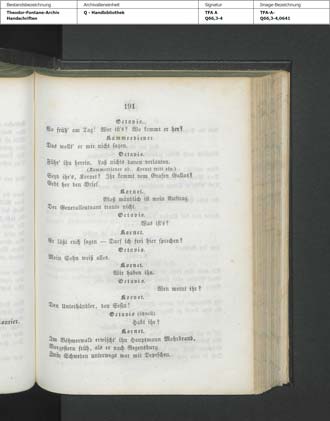 Bestandsbezeichnung
Archivalieneinheit
Signatur
Image-Bezeichnung
Theodor-Fontane-Archiv
Handschriften
Q - Handbibliothek
TFA A
Q66,3-4
TFA-A-
Q66,3-4,0641
191
Octavio.
So früh' am Tag! Wer ist's? Wo kommt er her?
Kammerdiener.
Das wollt' er mir nicht sagen.
Octavio.
Führ' ihn herein. Laß nichts davon verlauten.
(Kammerdiener ab. Kornet tritt ein.)
Seyd ihr's, Kornet? Ihr kommt vom Grafen Gallas?
Gebt her den Brief.
Kornet.
Bloß mündlich ist mein Auftrag.
Der Generalleutnant traute nicht.
Octavio.
Was ist's?
Kornet.
Er läßt euch sagen — Darf ich frei hier sprechen?
Octavio.
Mein Sohn weiß alles.
Kornet.
Wir haben ihn.
Octavio.
Wen meint ihr?
Kornet.
Den Unterhändler, den Sesin!
Octavio (schnell)
Habt ihr?
Kornet.
Im Böhmerwald erwischt' ihn Hauptmann Mohrbrand,
Vorgestern früh, als er nach Regensburg
Zum Schweden unterwegs war mit Depeschen.